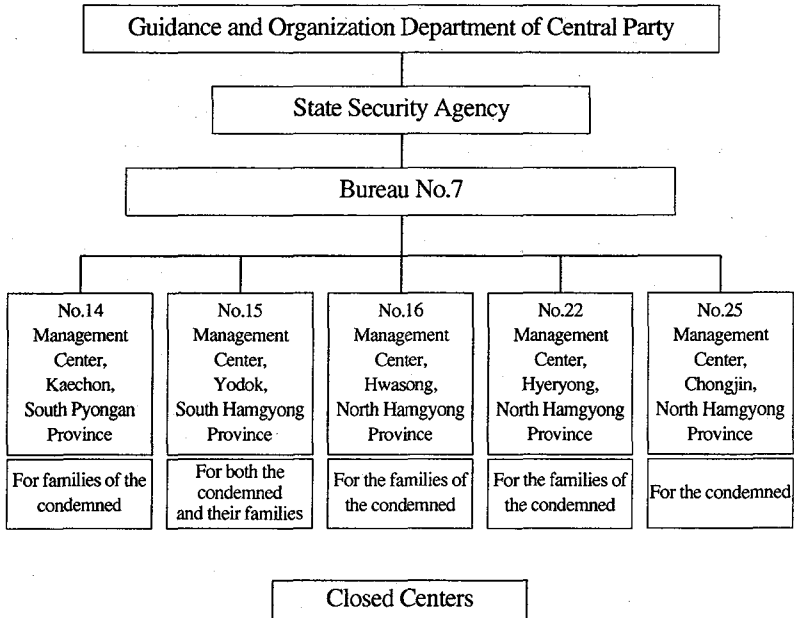 Guidance and Organization Department of Central Party
State Security Agency
Bureau No.7
No.14
Management
Center,
Kaechon,
South Pyongan
Province
For families of the
condemned
No.15
Management
Center,
Yodok,
South Hamgyong
Province
For both the
condemned
and their families
No.16
Management
Center,
Hwasong,
North Hamgyong
Province
For the families of
the condemned
No.22
Management
Center,
Hyeryong,
North Hamgyong
Province
For the families of
the condemned
No.25
Management
Center,
Chongjin,
North Hamgyong
Province
For the condemned
Closed Centers